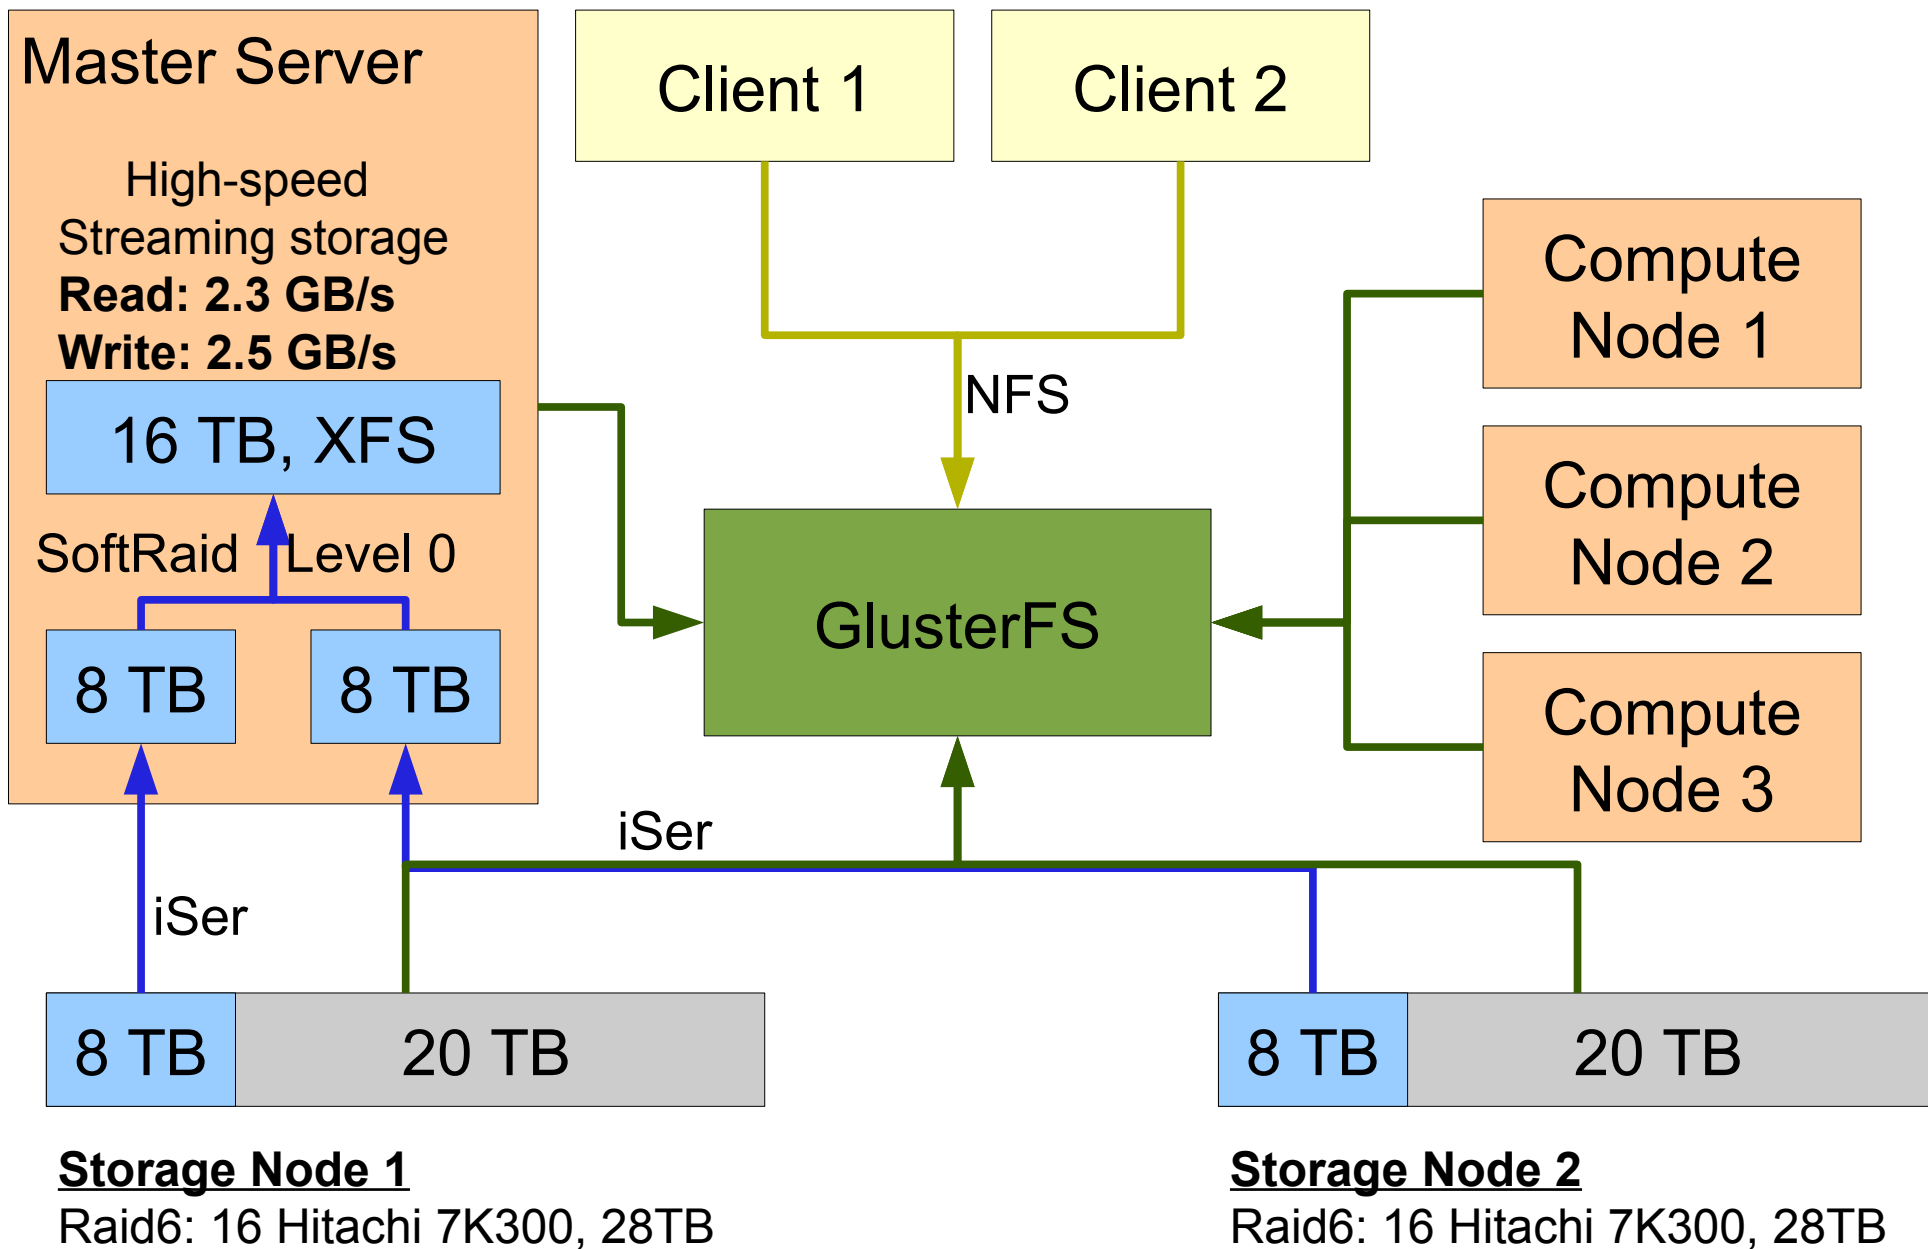 Master Server
High-speed
Streaming storage
Read: 2.3 GB/s
Write: 2.5 GB/s
16 TB, XFS
SoftRaid Level 0
8 TB
8 TB
iSer
Client 1
Client 2
NFS
GlusterFS
Compute
Node 1
Compute
Node 2
Compute
Node 3
iSer
8 TB
20 TB
8 TB
20 TB
Storage Node 1
Raid6: 16 Hitachi 7K300, 28TB
Storage Node 2
Raid6: 16 Hitachi 7K300, 28TB